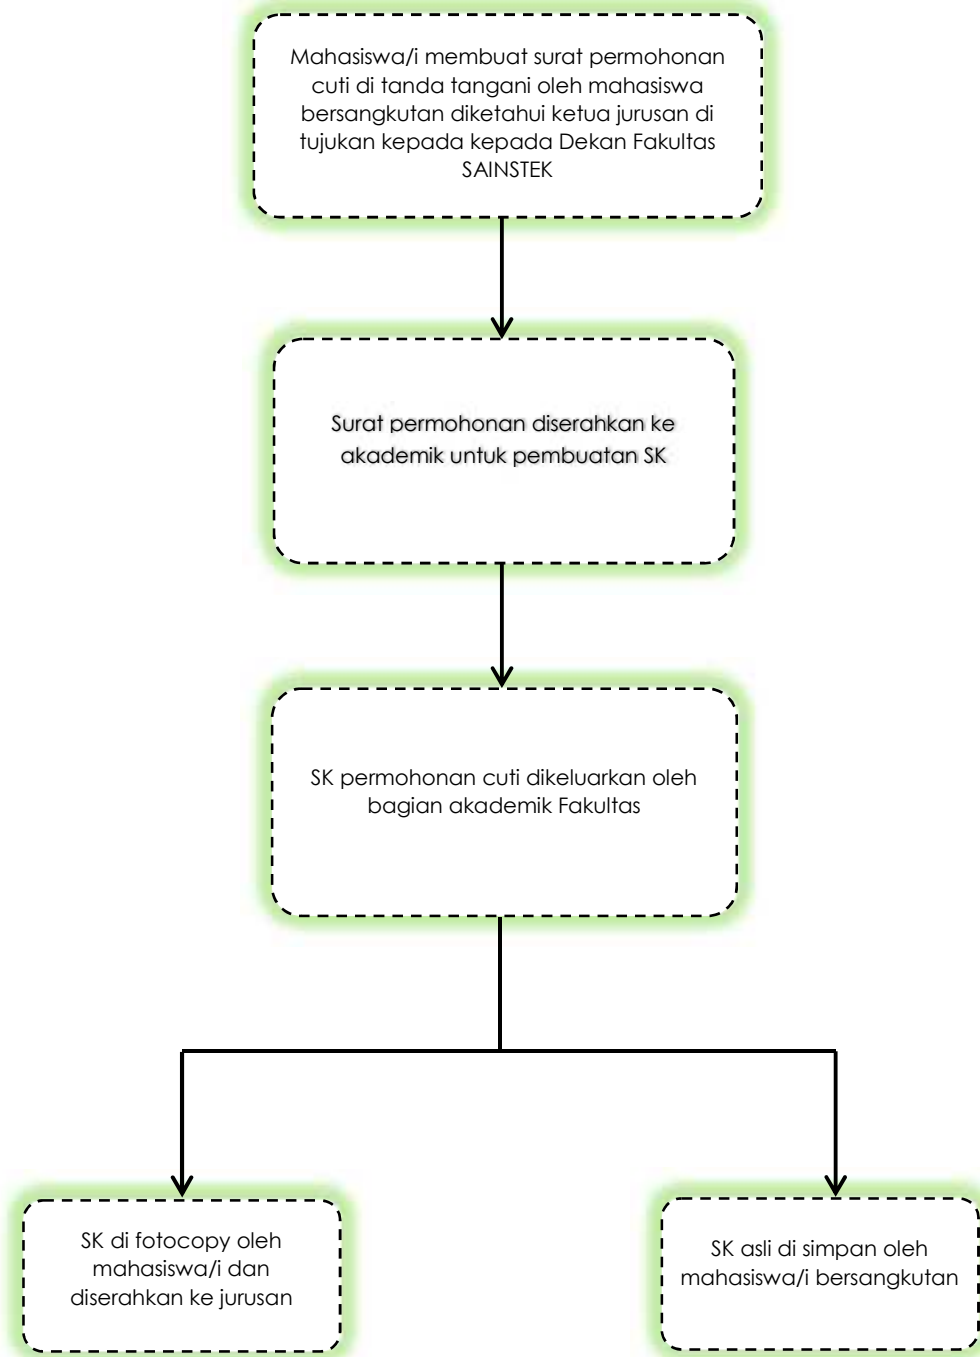 Mahasiswa/i membuat surat permohonan
cuti di tanda tangani oleh mahasiswa
bersangkutan diketahui ketua jurusan di
tujukan kepada kepada Dekan Fakultas
SAINSTEK
Surat permohonan diserahkan ke
akademik untuk pembuatan SK
SK permohonan cuti dikeluarkan oleh
bagian akademik Fakultas
SK di fotocopy oleh
mahasiswa/i dan
diserahkan ke jurusan
SK asli di simpan oleh
mahasiswa/i bersangkutan